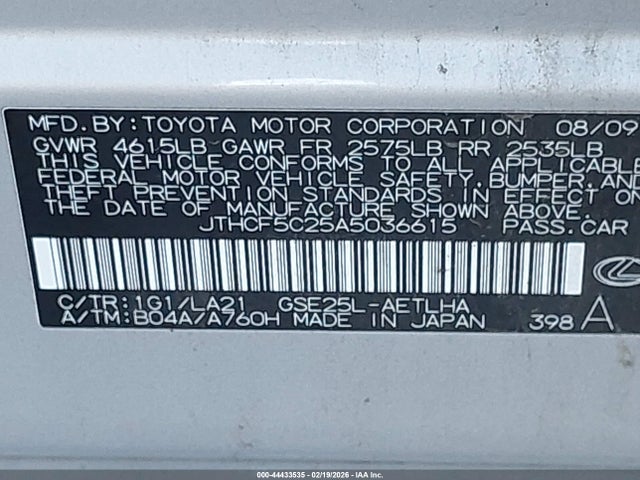 MFD. BY: TOYOTA MOTOR CORPORATION 08/09
GVWR 4615LB GAWR FR 2575LB RR 2535LB
THIS VEHICLE CONFORMS TO ALL APPLICABLE
FEDERAL MOTOR VEHICLE SAFETY, BUMPER, AND
THEFT PREVENTION STANDARDS IN EFFECT ON
THE DATE OF MANUFACTURE SHOWN ABOVE.
JTHCF5C25A5036615 PASS.CAR
C/TR: 1G1/LA21 GSE25L-AETLHA
A/TM: B04A/A760H MADE IN JAPAN 398 A
000-44433535 - 02/19/2026 - IAA Inc.